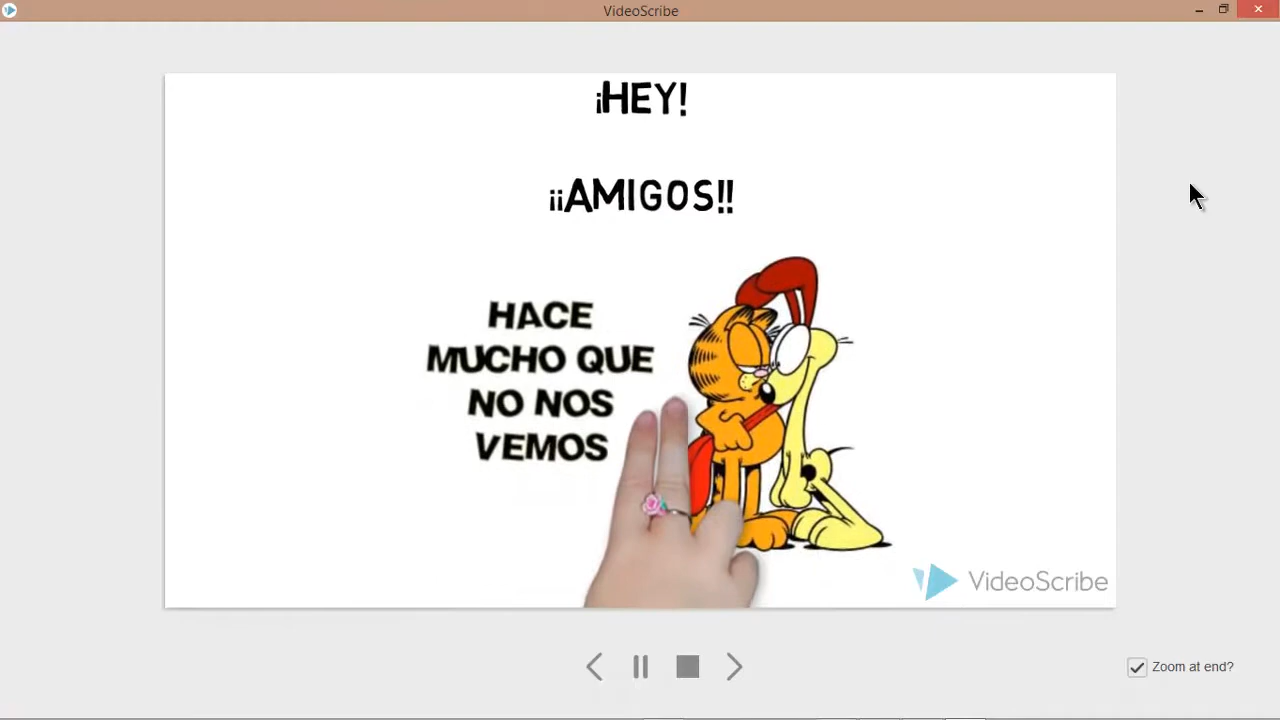 VideoScribe
¡HEY!
¡¡AMIGOS!!
HACE
MUCHO QUE
NO NOS
VEMOS
VideoScribe
Zoom at end?